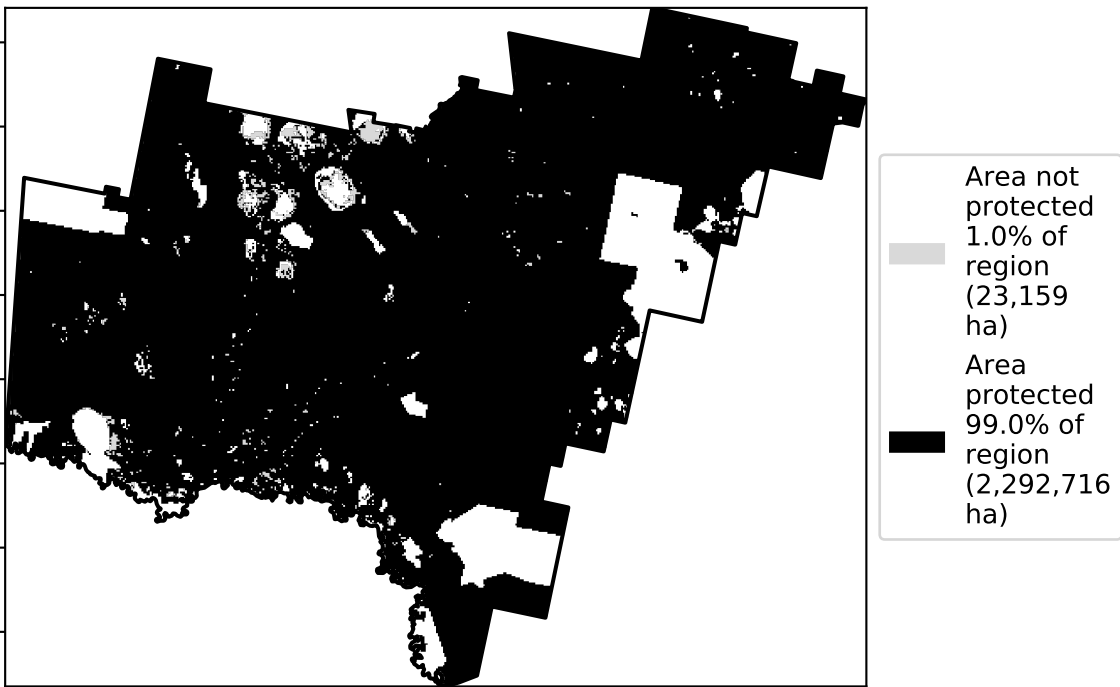 Area not
protected
1.0% of
region
(23,159
ha)
Area
protected
99.0% of
region
(2,292,716
ha)